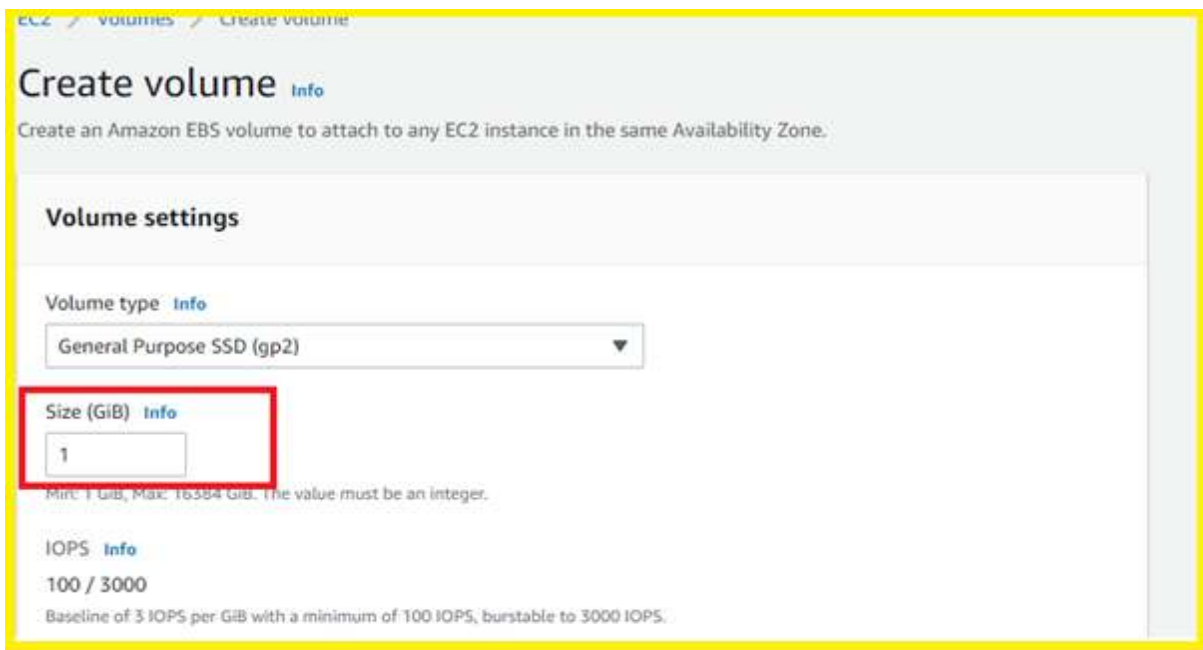 EC2 / Volumes / Create volume
Create volume Info
Create an Amazon EBS volume to attach to any EC2 instance in the same Availability Zone.
Volume settings
Volume type Info
General Purpose SSD (gp2)
Size (GiB) Info
1
Min: 1 GiB, Max: 16384 GiB. The value must be an integer.
IOPS Info
100 / 3000
Baseline of 3 IOPS per GiB with a minimum of 100 IOPS, burstable to 3000 IOPS.